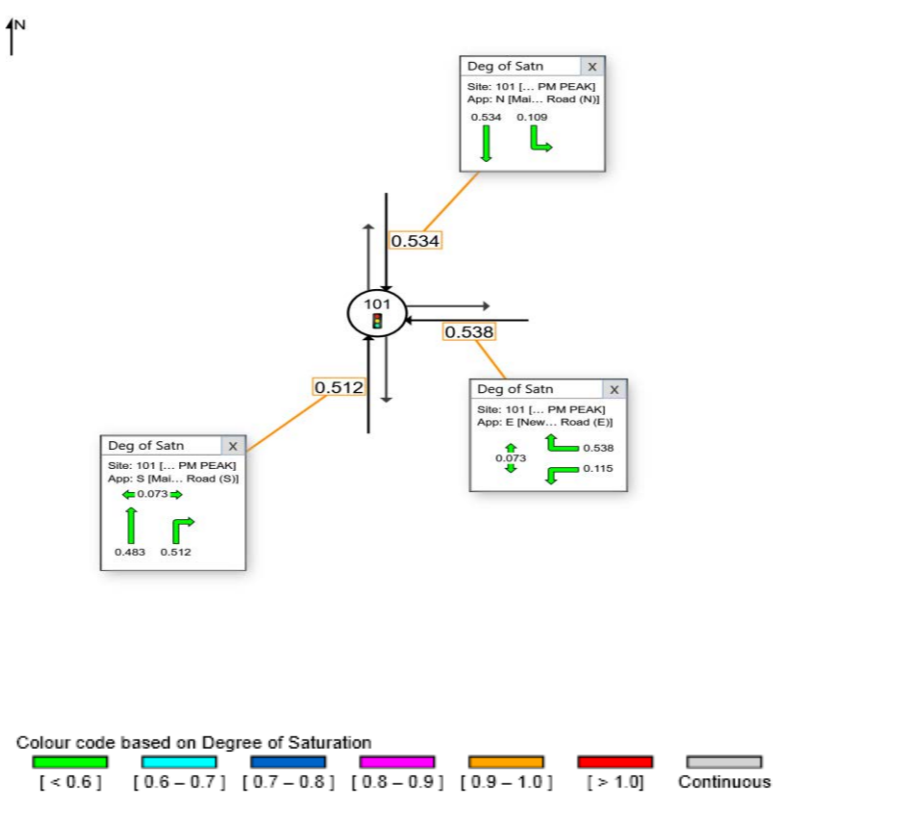 N
Deg of Satn X
Site: 101 [... PM PEAK]
App: N [Mai... Road (N)]
0.534 0.109
0.534
101
0.538
0.512
Deg of Satn X
Site: 101 [... PM PEAK]
App: E [New... Road (E)]
0.538
0.073
0.115
Deg of Satn X
Site: 101 [... PM PEAK]
App: S [Mai... Road (S)]
0.073
0.483 0.512
Colour code based on Degree of Saturation
[ < 0.6 ] [ 0.6 – 0.7 ] [ 0.7 – 0.8 ] [ 0.8 – 0.9 ] [ 0.9 – 1.0 ] [ > 1.0] Continuous